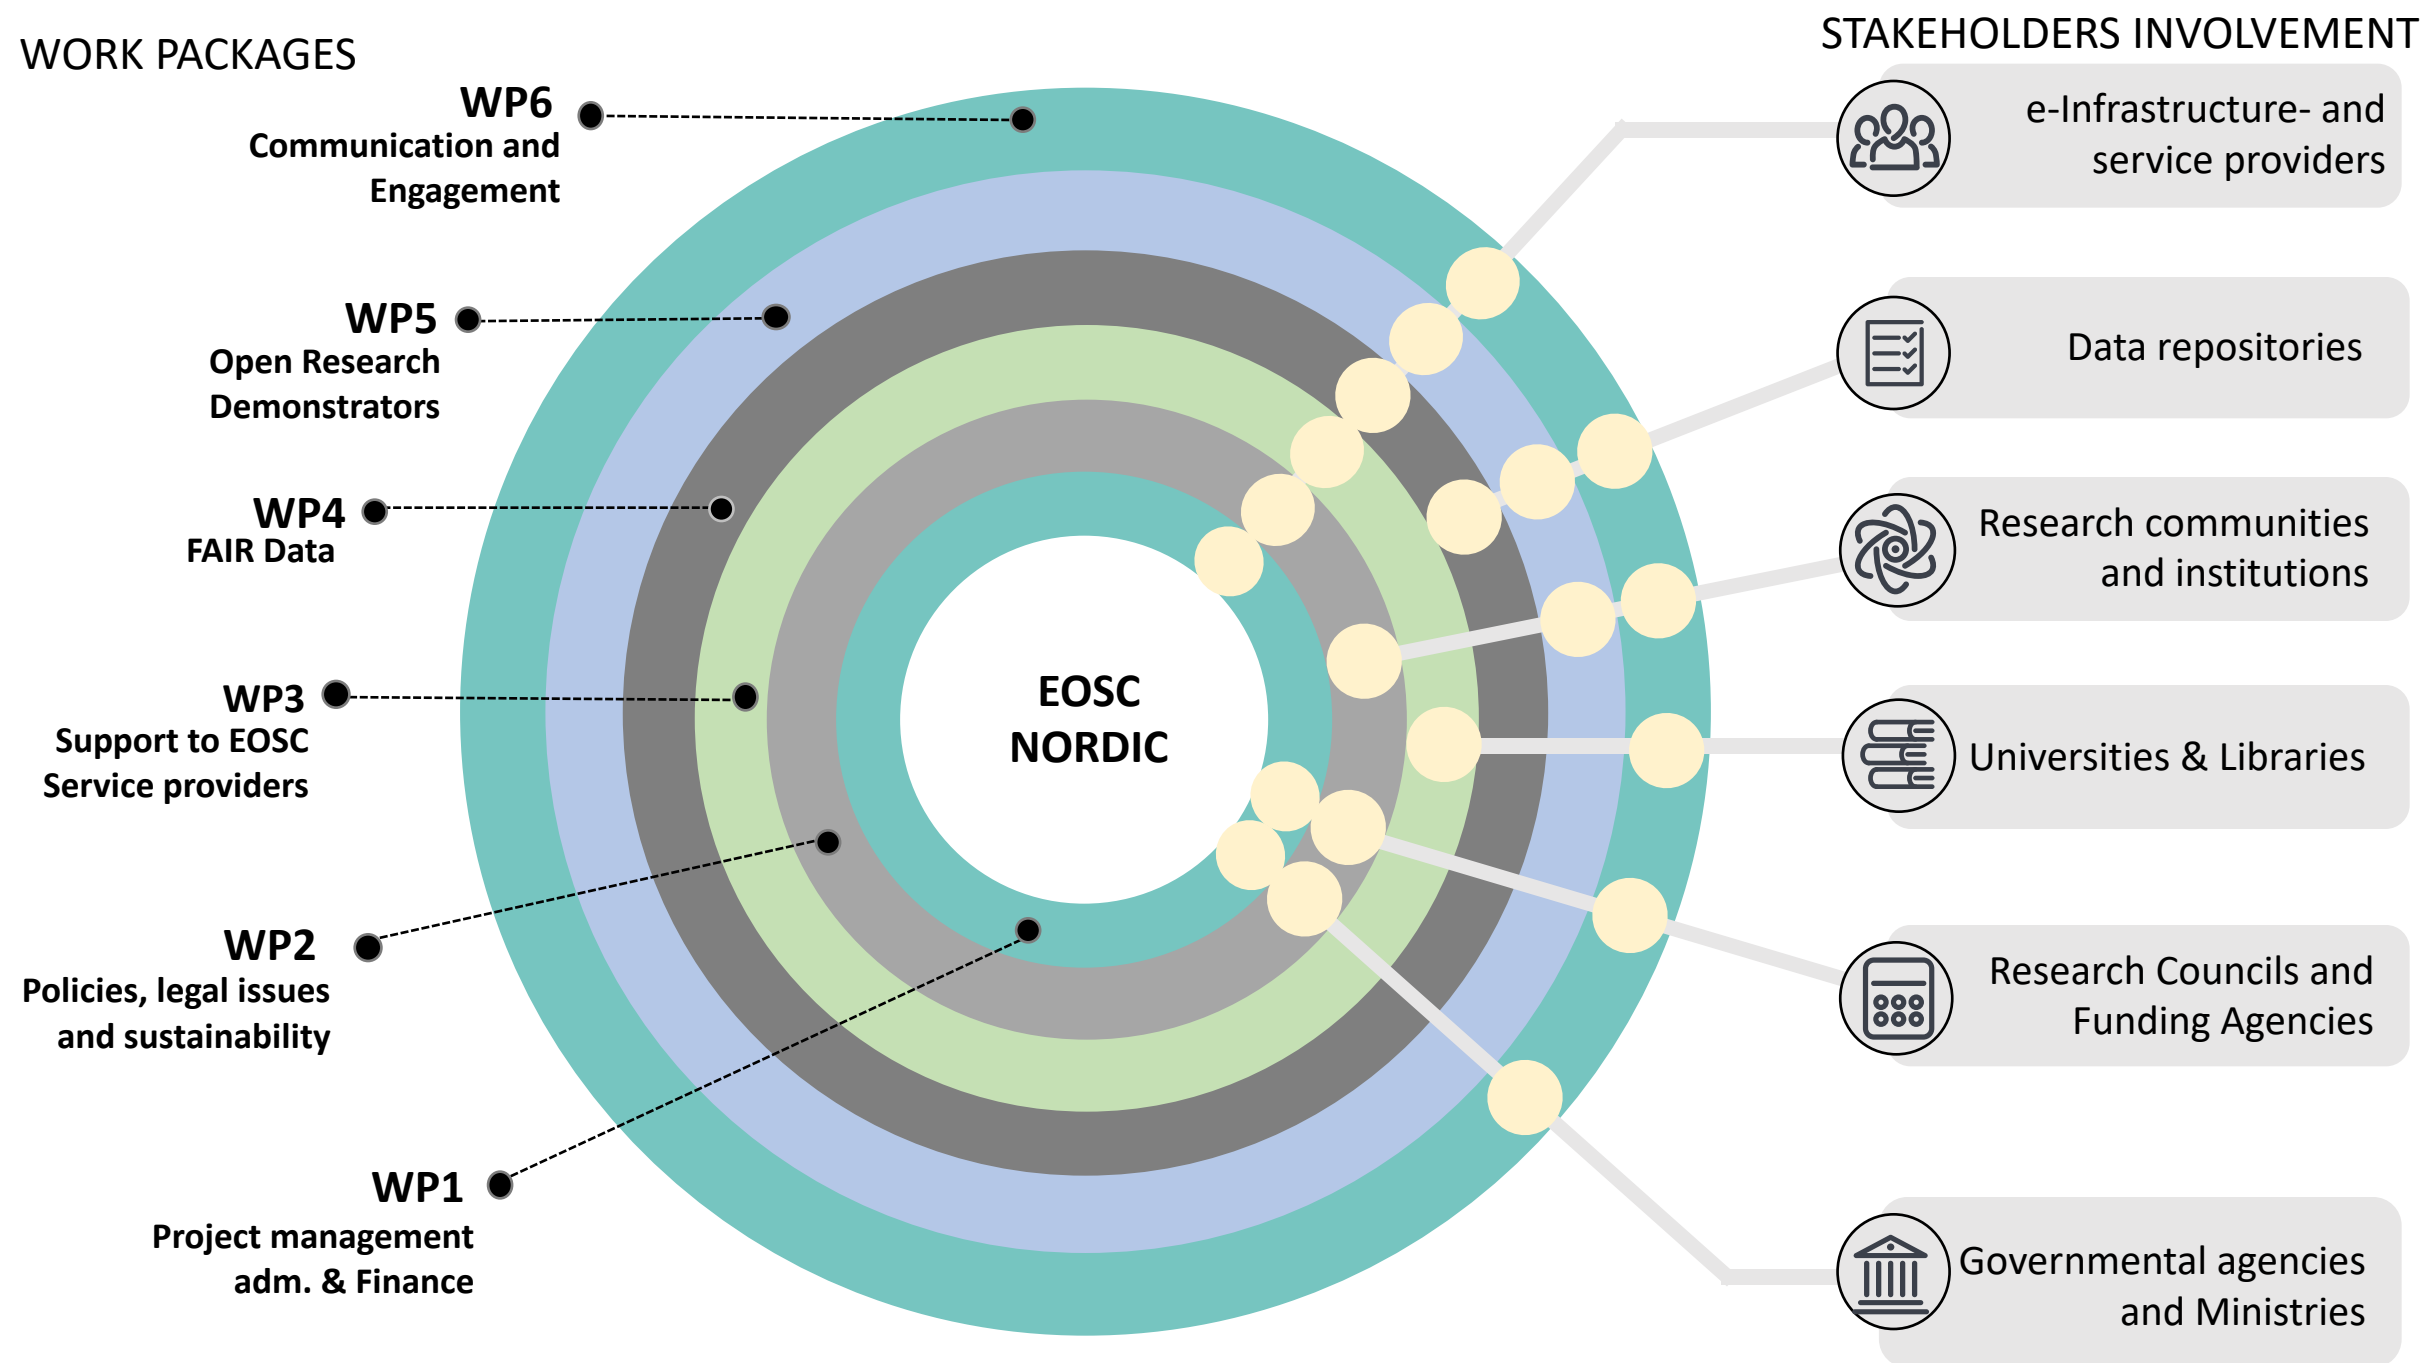 WORK PACKAGES
WP6
Communication and
Engagement
WP5
Open Research
Demonstrators
WP4
FAIR Data
WP3
Support to EOSC
Service providers
WP2
Policies, legal issues
and sustainability
WP1
Project management
adm. & Finance
EOSC
NORDIC
STAKEHOLDERS INVOLVEMENT
e-Infrastructure- and
service providers
Data repositories
Research communities
and institutions
Universities & Libraries
Research Councils and
Funding Agencies
Governmental agencies
and Ministries